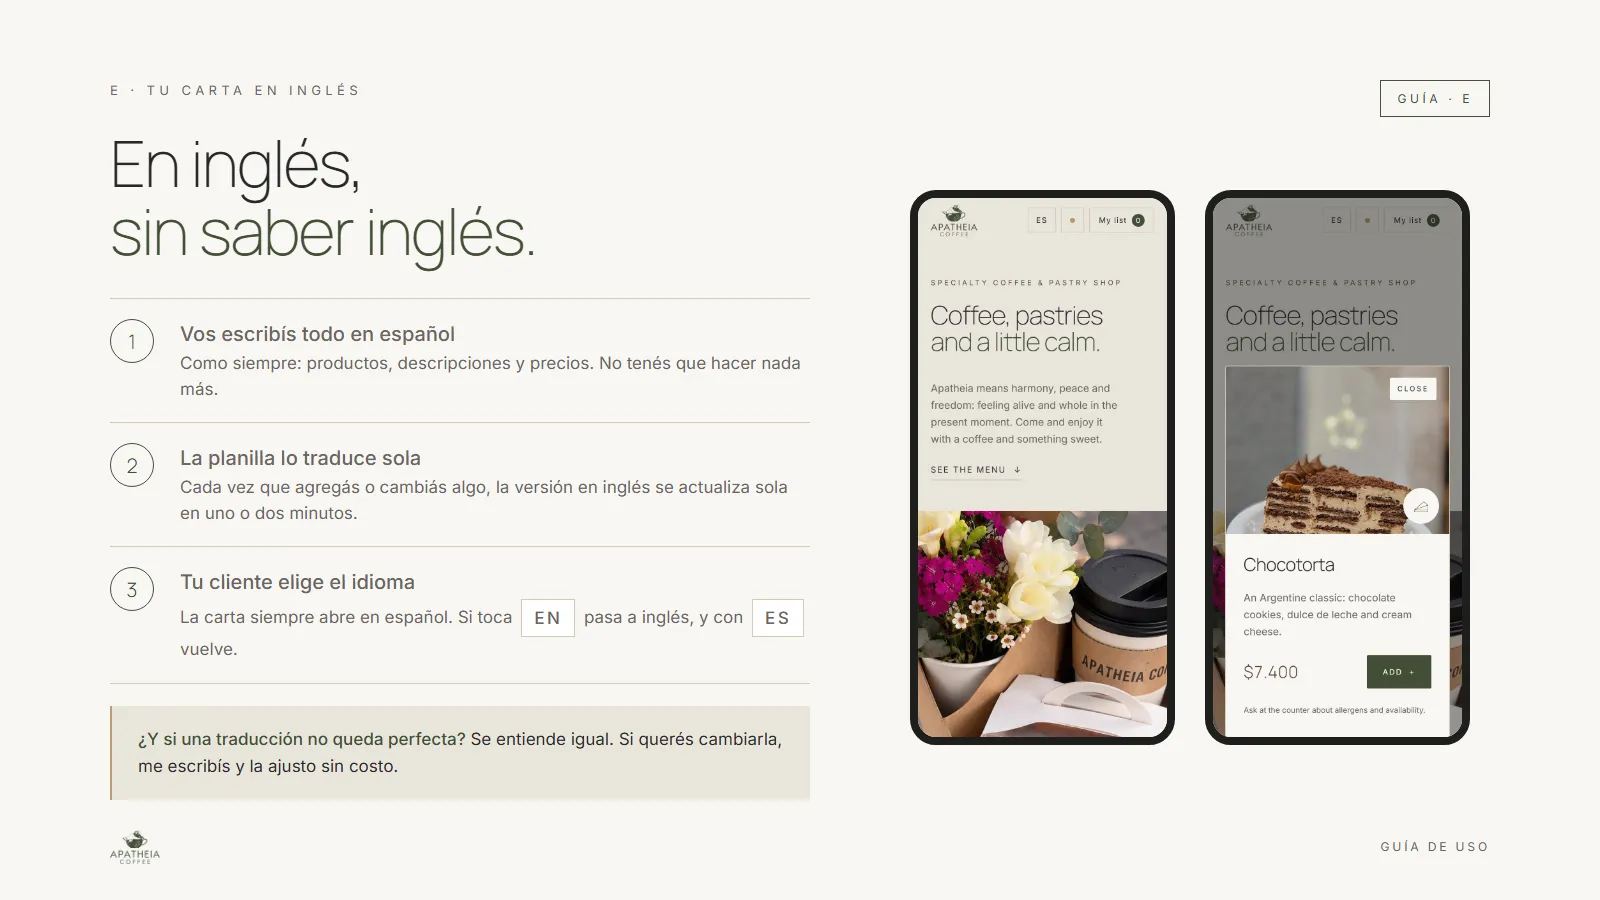 E · TU CARTA EN INGLÉS
GUÍA · E
En inglés,
sin saber inglés.
1
Vos escribís todo en español
Como siempre: productos, descripciones y precios. No tenés que hacer nada
más.
2
La planilla lo traduce sola
Cada vez que agregás o cambiás algo, la versión en inglés se actualiza sola
en uno o dos minutos.
3
Tu cliente elige el idioma
La carta siempre abre en español. Si toca EN pasa a inglés, y con ES
vuelve.
¿Y si una traducción no queda perfecta? Se entiende igual. Si querés cambiarla,
me escribís y la ajusto sin costo.
APATHEIA
COFFEE
ES
My list 0
SPECIALTY COFFEE & PASTRY SHOP
Coffee, pastries
and a little calm.
Apatheia means harmony, peace and
freedom: feeling alive and whole in the
present moment. Come and enjoy it
with a coffee and something sweet.
SEE THE MENU ↓
APATHEIA CO
APATHEIA
COFFEE
ES
My list 0
SPECIALTY COFFEE & PASTRY SHOP
Coffee, pastries
and a little calm.
CLOSE
Chocotorta
An Argentine classic: chocolate
cookies, dulce de leche and cream
cheese.
$7.400
ADD +
Ask at the counter about allergens and availability.
APATHEIA
COFFEE
GUÍA DE USO